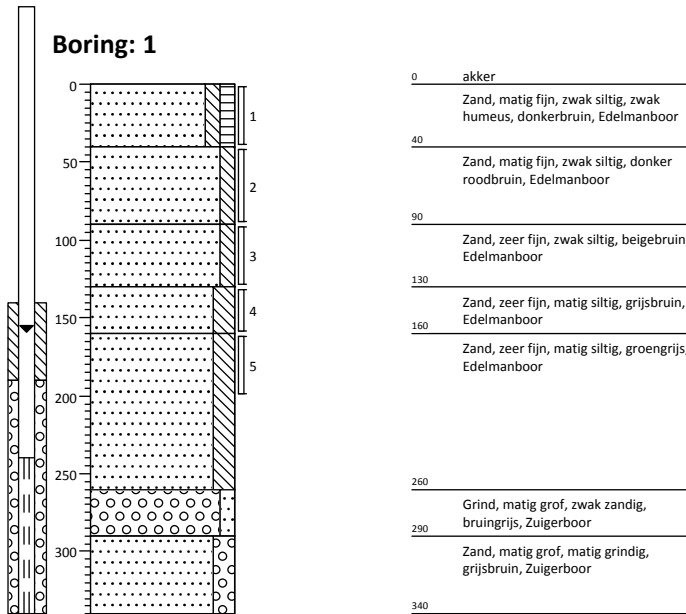 Boring: 1
0
50
100
150
200
250
300
1
2
3
4
5
0 akker
Zand, matig fijn, zwak siltig, zwak
humeus, donkerbruin, Edelmanboor
40
Zand, matig fijn, zwak siltig, donker
roodbruin, Edelmanboor
90
Zand, zeer fijn, zwak siltig, beigebruin
Edelmanboor
130
Zand, zeer fijn, matig siltig, grijsbruin,
Edelmanboor
160
Zand, zeer fijn, matig siltig, groengrijs,
Edelmanboor
260
Grind, matig grof, zwak zandig,
bruingrijs, Zuigerboor
290
Zand, matig grof, matig grindig,
grijsbruin, Zuigerboor
340